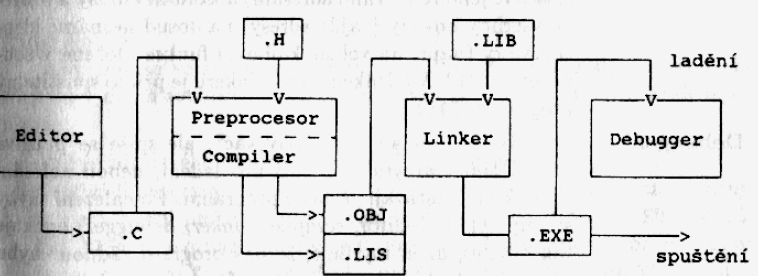 .H
.LIB
ladění
Editor
Preprocesor
Compiler
Linker
Debugger
.C
.OBJ
.LIS
.EXE
spuštění